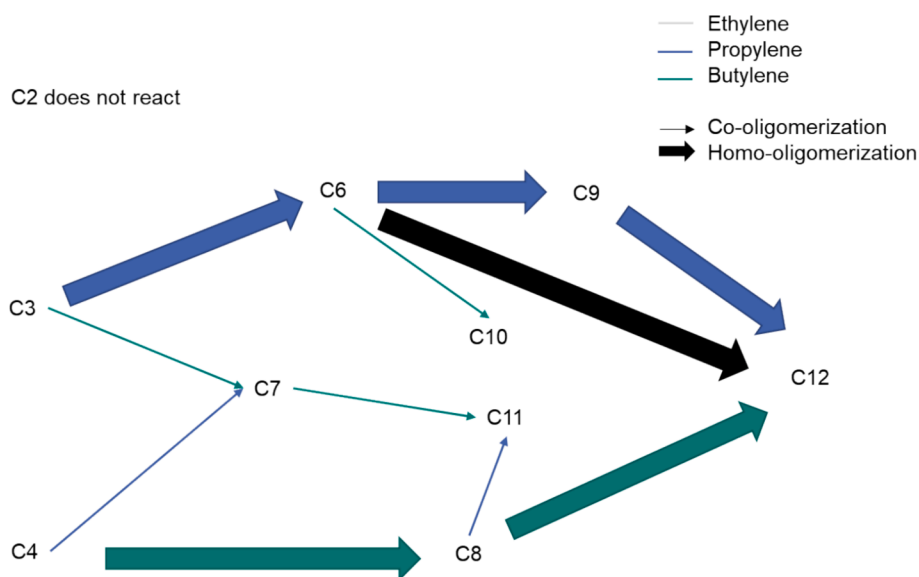 Ethylene
Propylene
Butylene
C2 does not react
Co-oligomerization
Homo-oligomerization
C6
C9
C3
C10
C12
C7
C11
C4
C8